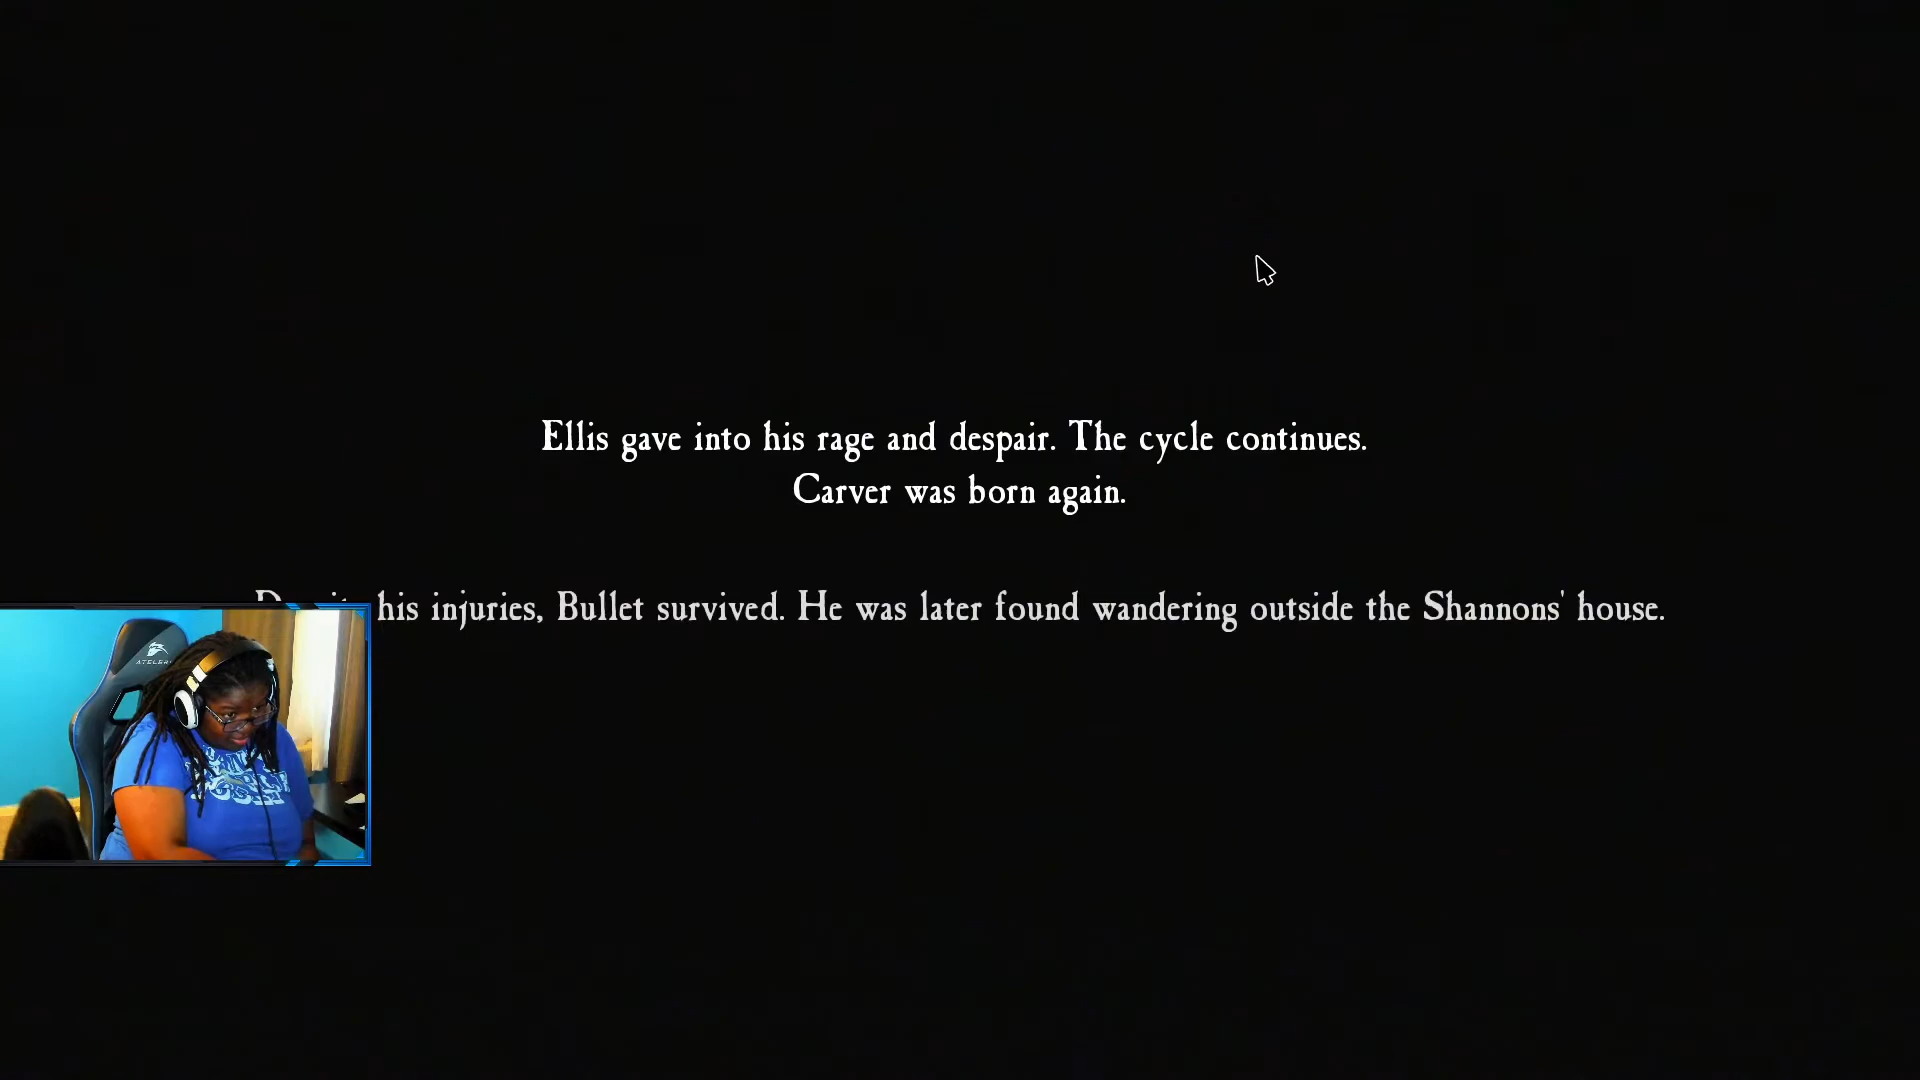 Ellis gave into his rage and despair. The cycle continues.
Carver was born again.
his injuries, Bullet survived. He was later found wandering outside the Shannons' house.